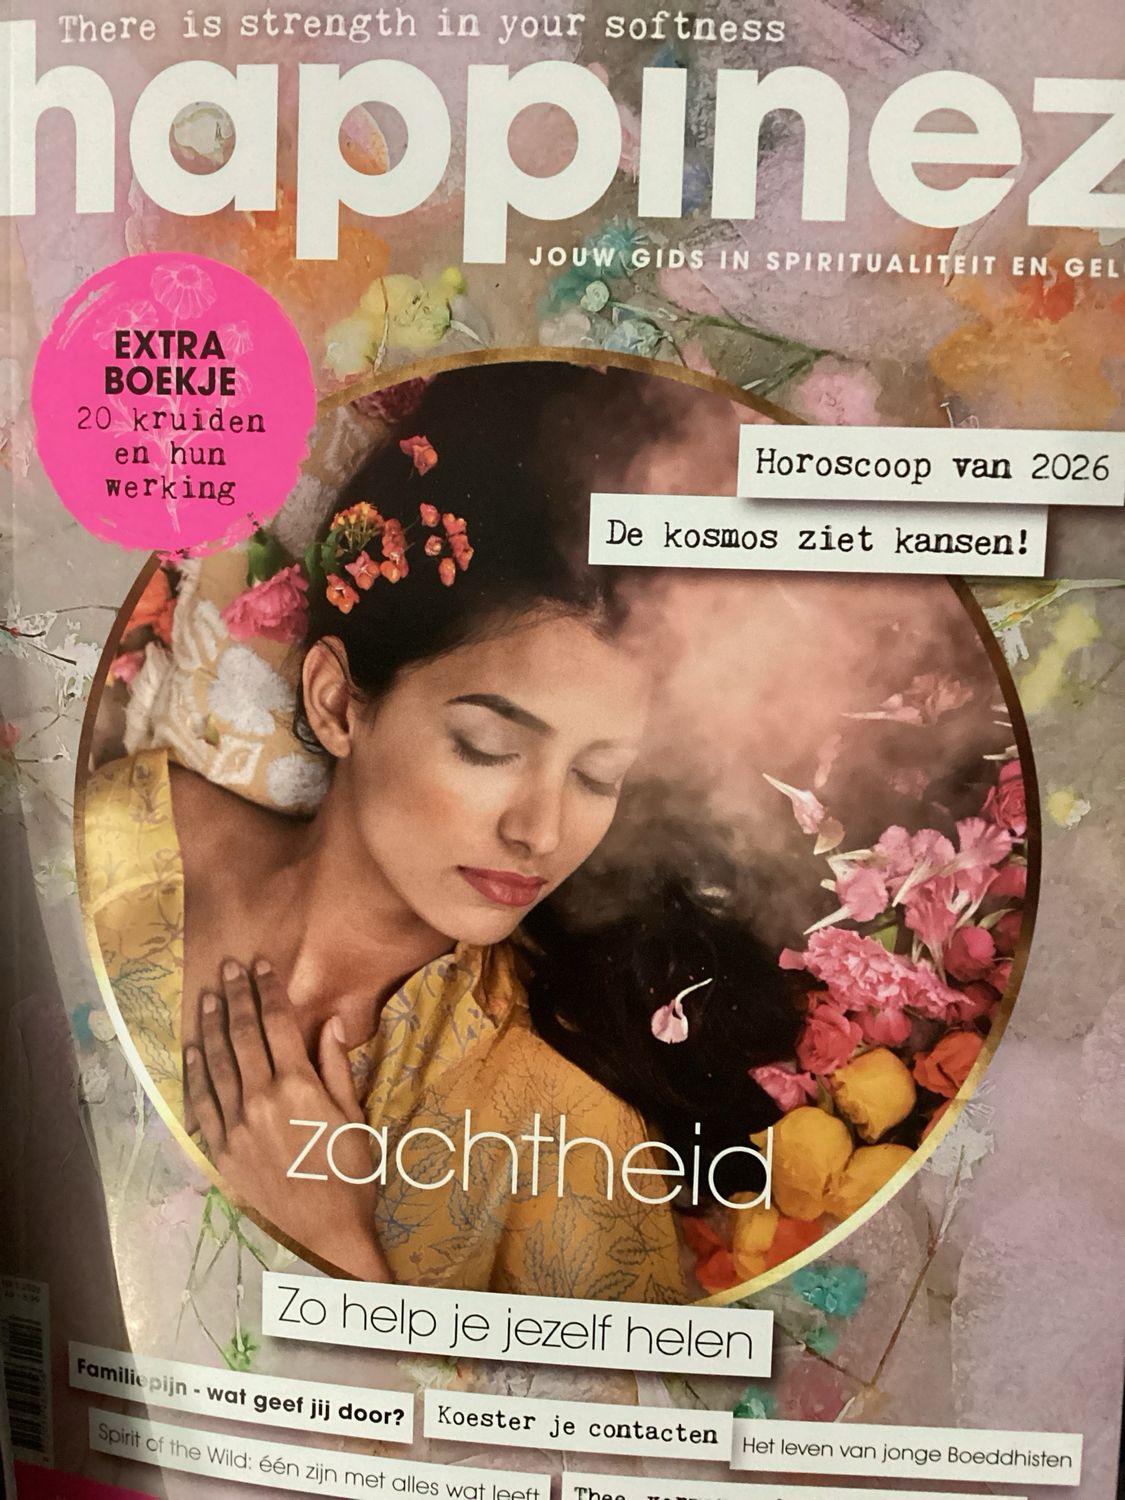 There is strength in your softness
happinez
JOUW GIDS IN SPIRITUALITEIT EN
EXTRA
BOEKJE
20 kruiden
en hun
werking
Horoscoop van 2026
De kosmos ziet kansen!
zachtheid
Zo help je jezelf helen
Familiepijn - wat geef jij door?
Koester je contacten
Het leven van jonge Boeddhisten
Spirit of the Wild: één zijn met alles wat leeft